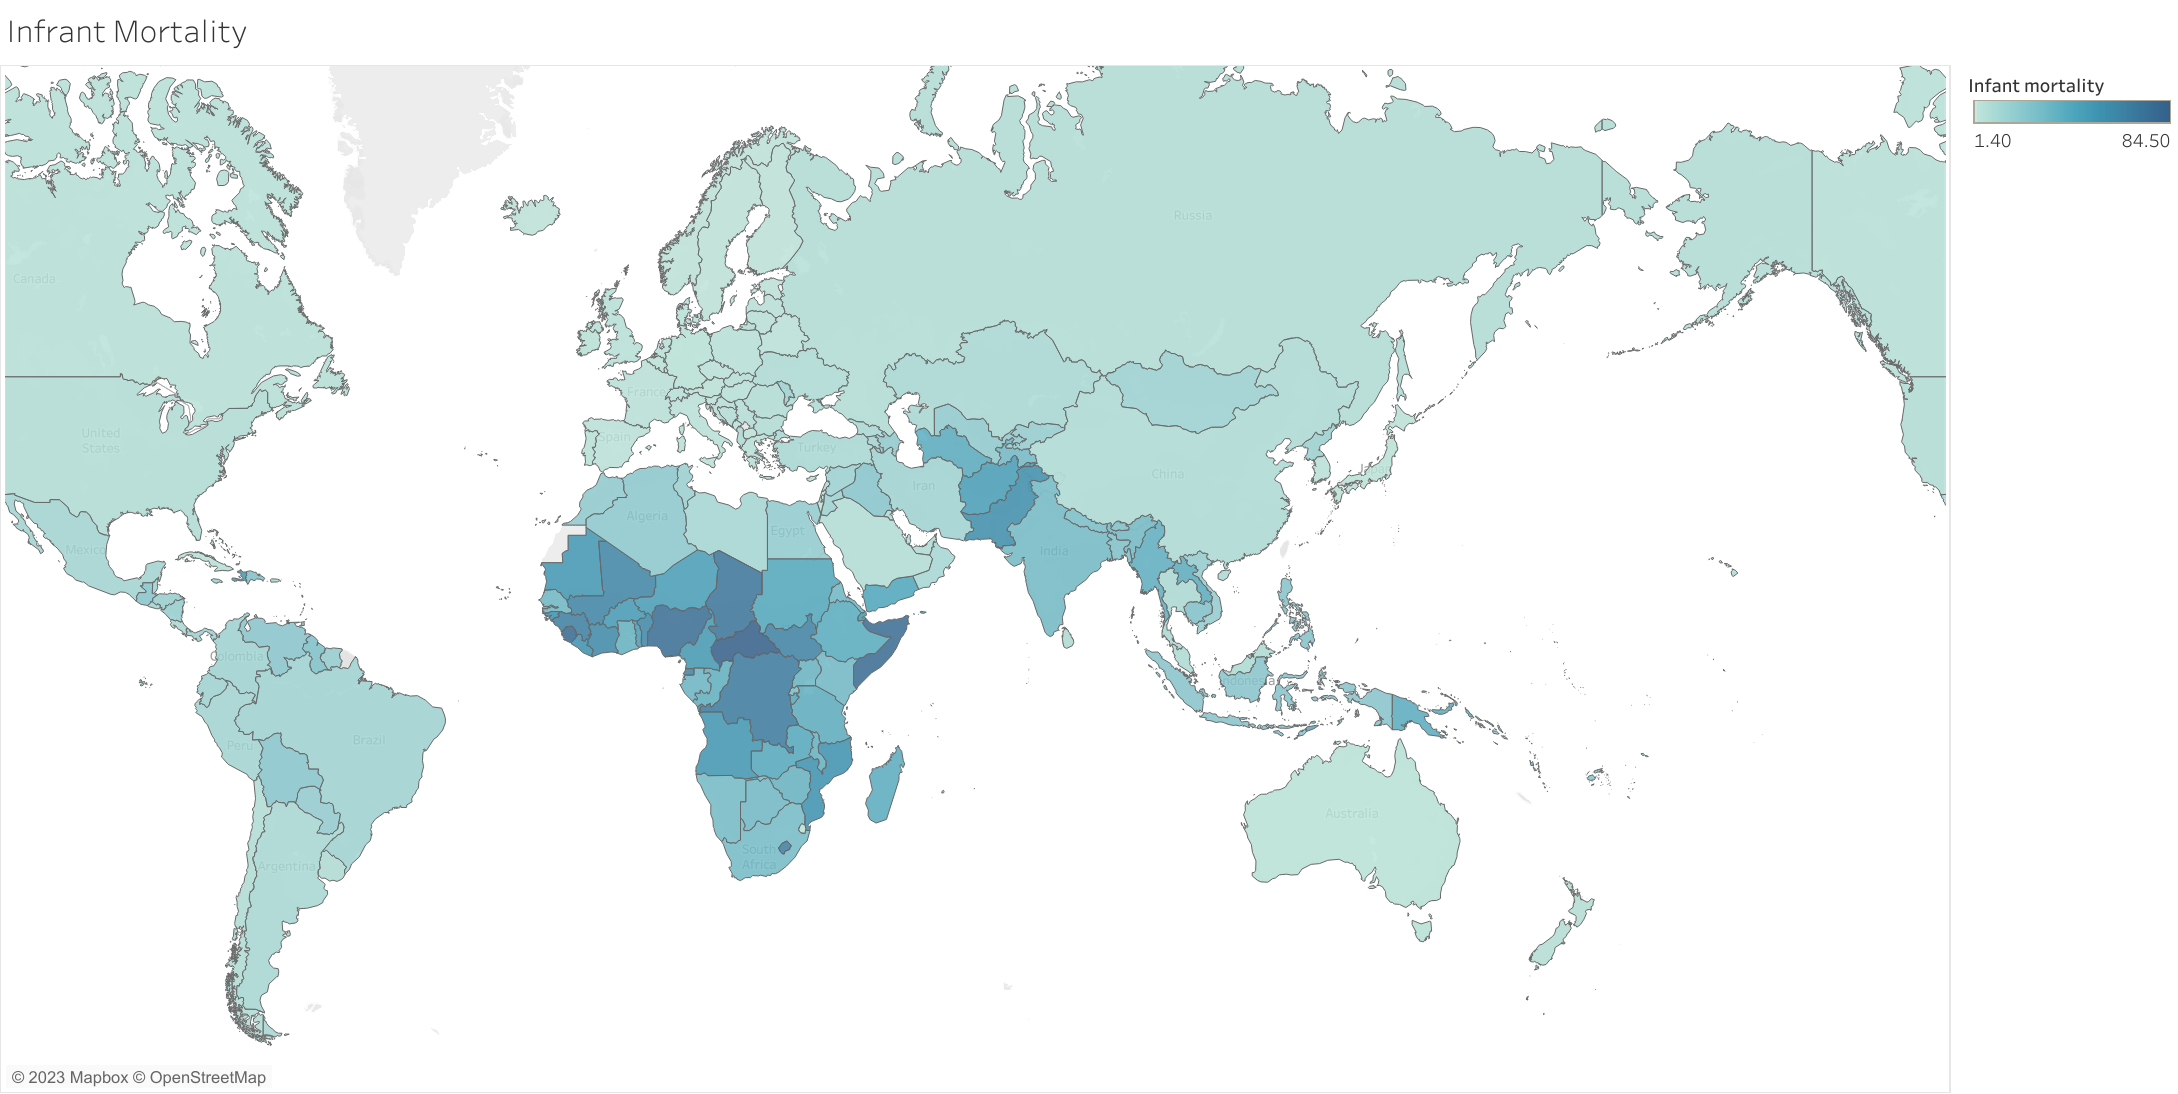 Infrant Mortality
Infant mortality
1.40 84.50
Russia
Canada
France
United
States
Spain
Turkey
China
Japan
Iran
Algeria
Egypt
Mexico
India
Colombia
Indonesia
Peru
Brazil
Australia
South
Africa
Argentina
© 2023 Mapbox © OpenStreetMap